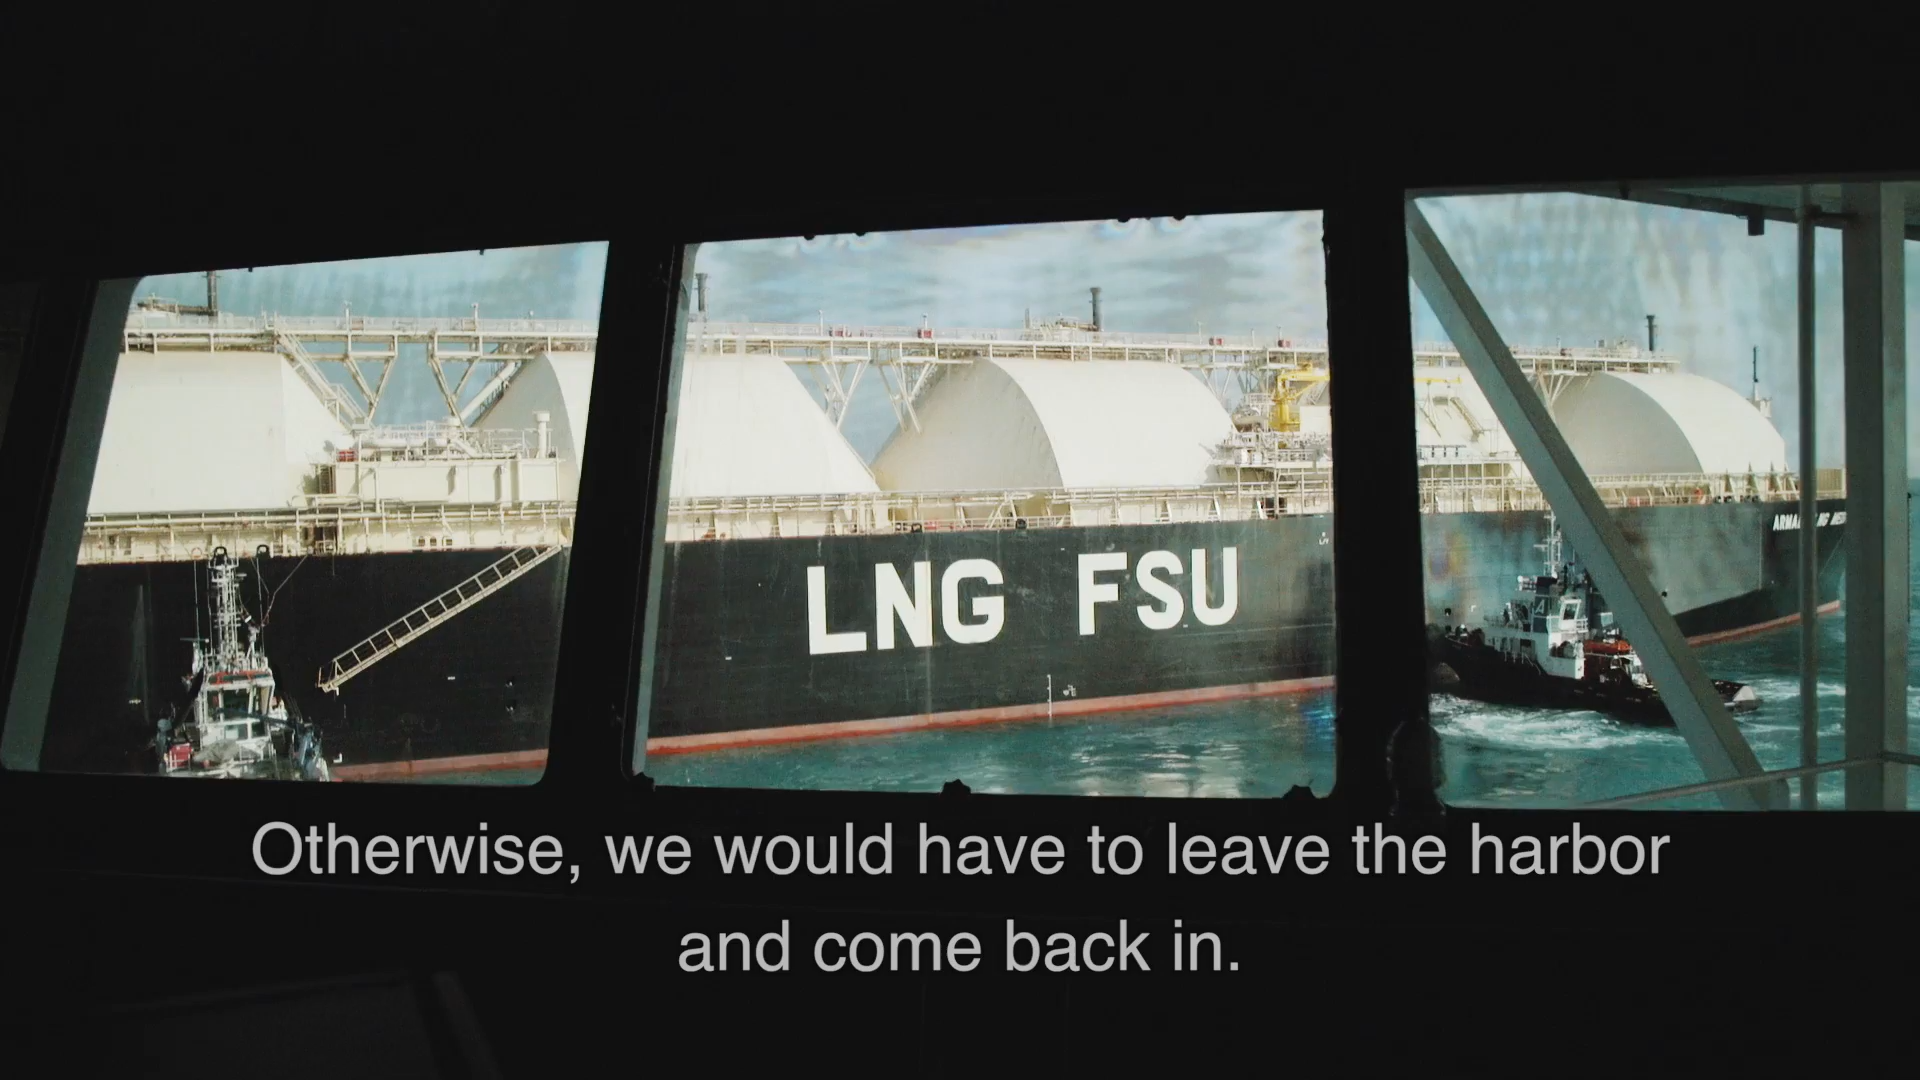 LNG FSU
Otherwise, we would have to leave the harbor
and come back in.